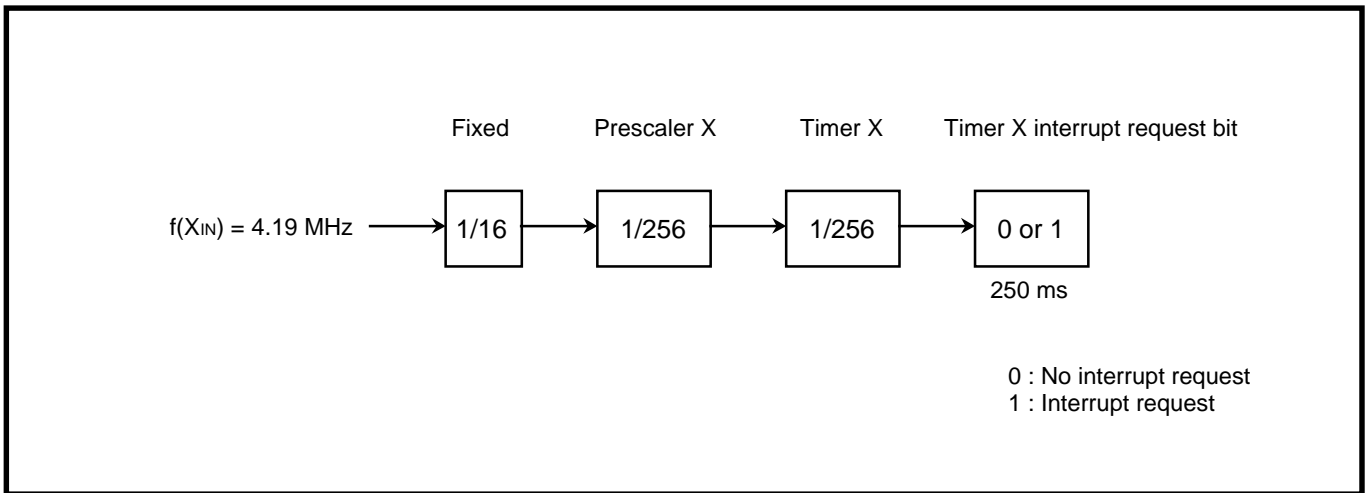 Fixed Prescaler X Timer X Timer X interrupt request bit
f(XIN) = 4.19 MHz 1/16 1/256 1/256 0 or 1
250 ms
0 : No interrupt request
1 : Interrupt request